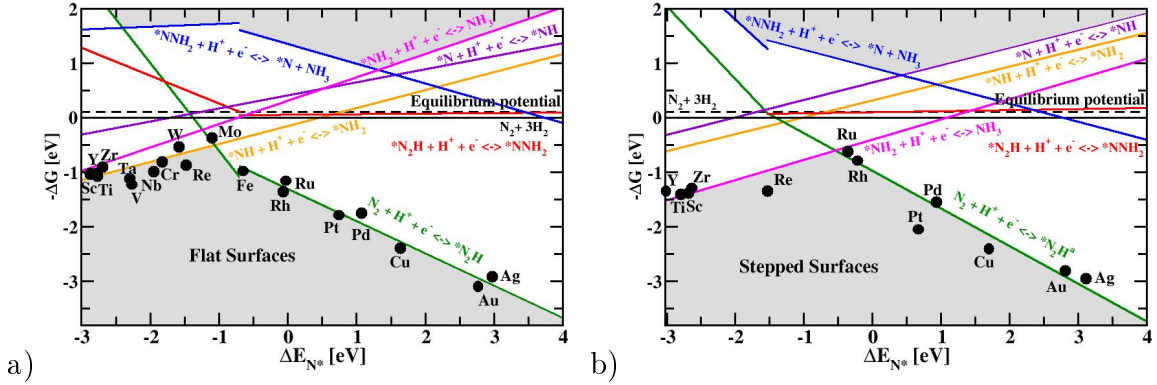 *NNH₂ + H⁺ + e⁻ <-> *N + NH₃
*NH₂ + H⁺ + e⁻ <-> NH₃
*N + H⁺ + e⁻ <-> *NH
Equilibrium potential
N₂ + 3H₂
*NH + H⁺ + e⁻ <-> *NH₂
*N₂H + H⁺ + e⁻ <-> *NNH₂
N₂ + H⁺ + e⁻ <-> *N₂H
Y Zr Ta W Mo
Sc Ti V Nb Cr Re Fe Ru
Rh Pt Pd Cu Ag Au
Flat Surfaces
2
1
0
-1
-2
-3
-ΔG [eV]
-3 -2 -1 0 1 2 3 4
ΔE_N* [eV]
a)
*NNH₂ + H⁺ + e⁻ <-> *N + NH₃
*N + H⁺ + e⁻ <-> *NH
*NH + H⁺ + e⁻ <-> *NH₂
N₂ + 3H₂
Equilibrium potential
*NH₂ + H⁺ + e⁻ <-> NH₃
*N₂H + H⁺ + e⁻ <-> *NNH₂
N₂ + H⁺ + e⁻ <-> *N₂Hᵃ
Y Zr Re Ru
Ti Sc Rh Pd
Pt Cu Au Ag
Stepped Surfaces
2
1
0
-1
-2
-3
-ΔG [eV]
-3 -2 -1 0 1 2 3 4
ΔE_N* [eV]
b)